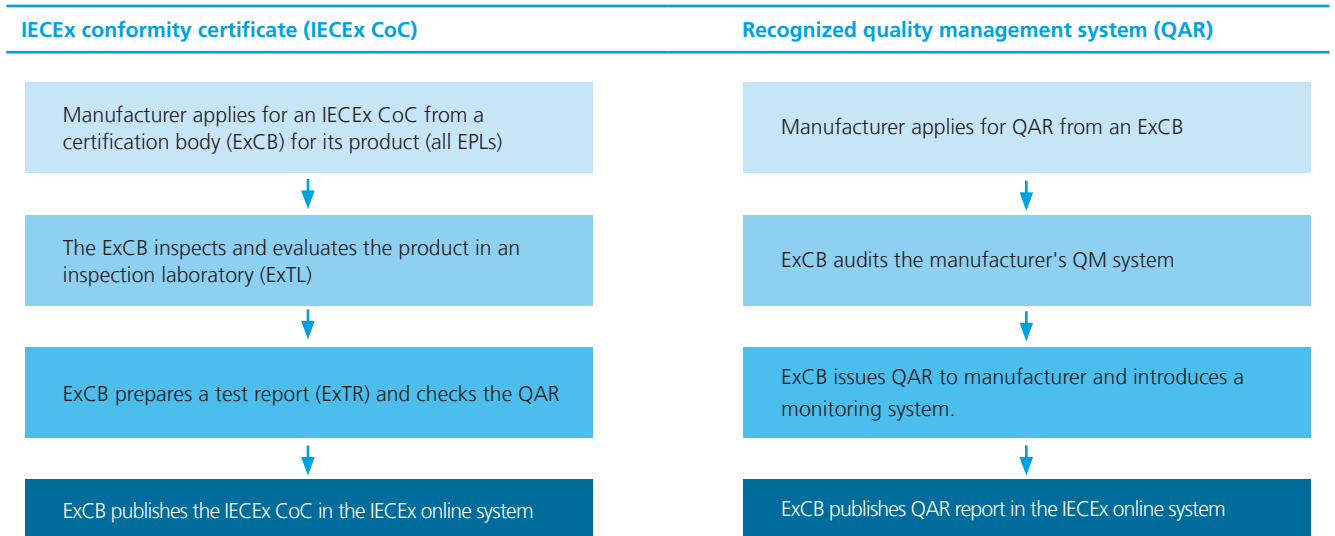 IECEx conformity certificate (IECEx CoC)
Manufacturer applies for an IECEx CoC from a
certification body (ExCB) for its product (all EPLs)
The ExCB inspects and evaluates the product in an
inspection laboratory (ExTL)
ExCB prepares a test report (ExTR) and checks the QAR
ExCB publishes the IECEx CoC in the IECEx online system
Recognized quality management system (QAR)
Manufacturer applies for QAR from an ExCB
ExCB audits the manufacturer's QM system
ExCB issues QAR to manufacturer and introduces a
monitoring system.
ExCB publishes QAR report in the IECEx online system